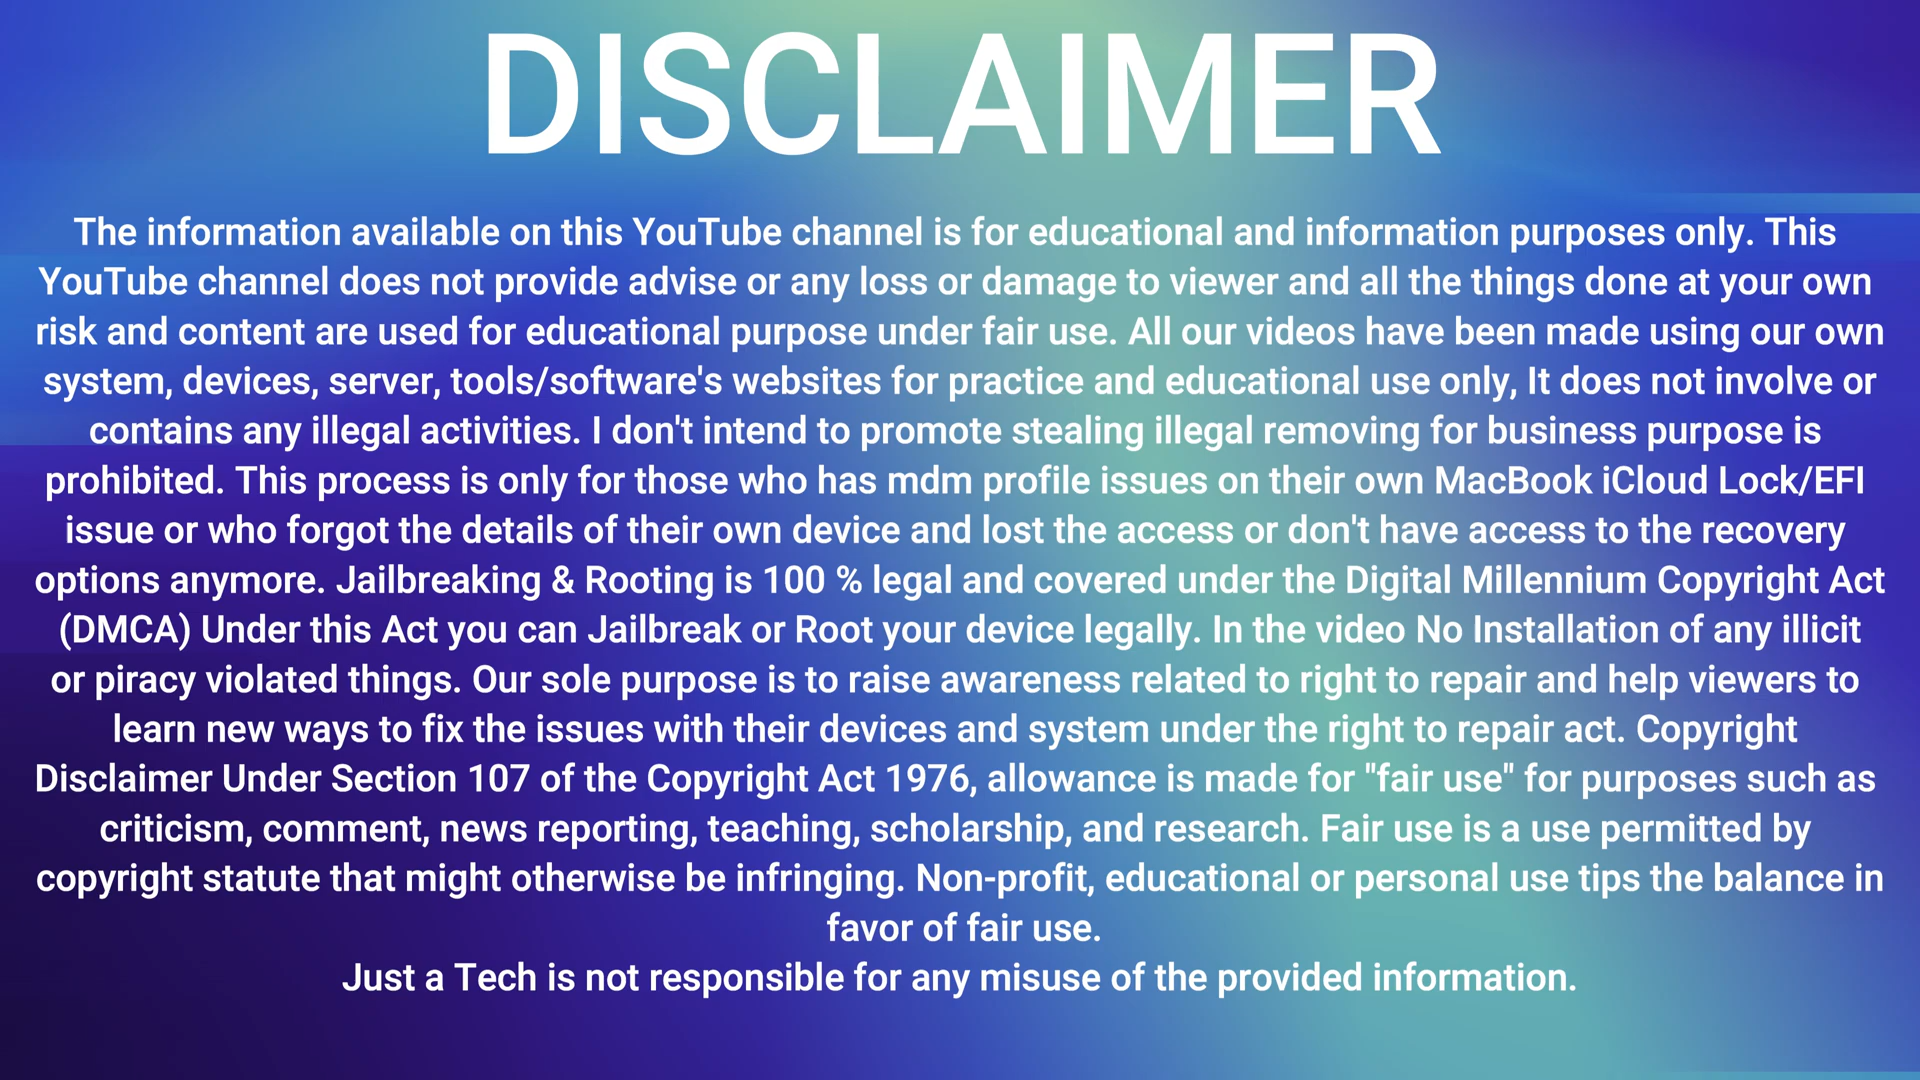 DISCLAIMER
The information available on this YouTube channel is for educational and information purposes only. This
YouTube channel does not provide advise or any loss or damage to viewer and all the things done at your own
risk and content are used for educational purpose under fair use. All our videos have been made using our own
system, devices, server, tools/software's websites for practice and educational use only, It does not involve or
contains any illegal activities. I don't intend to promote stealing illegal removing for business purpose is
prohibited. This process is only for those who has mdm profile issues on their own MacBook iCloud Lock/EFI
issue or who forgot the details of their own device and lost the access or don't have access to the recovery
options anymore. Jailbreaking & Rooting is 100 % legal and covered under the Digital Millennium Copyright Act
(DMCA) Under this Act you can Jailbreak or Root your device legally. In the video No Installation of any illicit
or piracy violated things. Our sole purpose is to raise awareness related to right to repair and help viewers to
learn new ways to fix the issues with their devices and system under the right to repair act. Copyright
Disclaimer Under Section 107 of the Copyright Act 1976, allowance is made for "fair use" for purposes such as
criticism, comment, news reporting, teaching, scholarship, and research. Fair use is a use permitted by
copyright statute that might otherwise be infringing. Non-profit, educational or personal use tips the balance in
favor of fair use.
Just a Tech is not responsible for any misuse of the provided information.